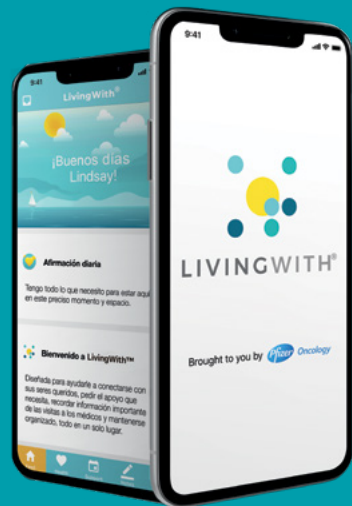 9:41
LivingWith®
¡Buenos días
Lindsay!
Afirmación diaria
Tengo todo lo que necesito para estar aquí
en este preciso momento y espacio.
Bienvenido a LivingWith™
Diseñada para ayudarle a conectarse con
sus seres queridos, pedir el apoyo que
necesita, recordar información importante
de las visitas a los médicos y mantenerse
organizado, todo en un solo lugar.
9:41
LIVINGWITH®
Brought to you by Pfizer Oncology